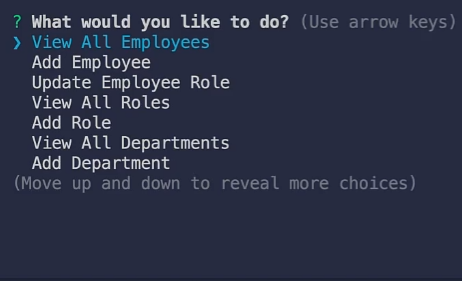 ? What would you like to do? (Use arrow keys)
❯ View All Employees
Add Employee
Update Employee Role
View All Roles
Add Role
View All Departments
Add Department
(Move up and down to reveal more choices)